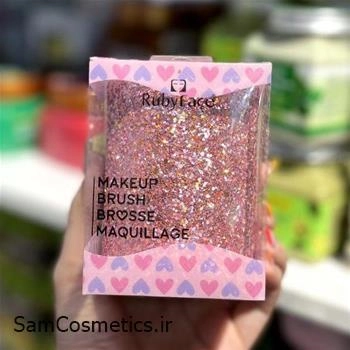 RubyFace
MAKEUP
BRUSH
BROSSE
MAQUILLAGE
SamCosmetics.ir